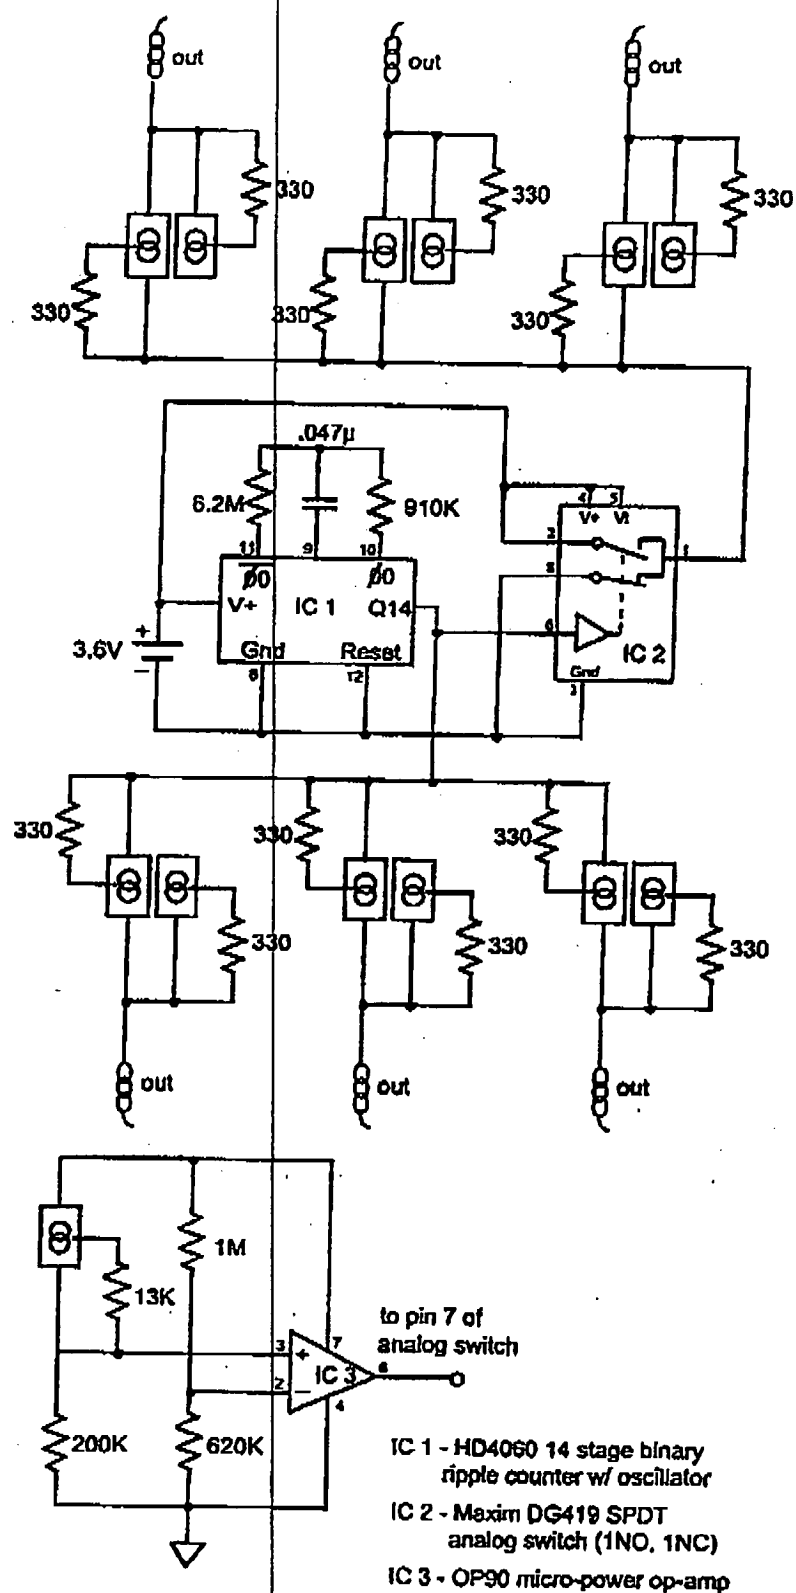 out out out
330 330 330
330 330 330
.047µ
6.2M 910K
11 9 10 4 5
V+ VL
Ø0 Ø0 2 1
V+ IC 1 Q14 8
+ 6
3.6V Gnd Reset IC 2
− 8 12 Gnd
3
330 330 330
330 330 330
out out out
1M
13K
to pin 7 of
analog switch
3 + 7
IC 3 6
2 − 4
200K 620K
IC 1 - HD4060 14 stage binary
ripple counter w/ oscillator
IC 2 - Maxim DG419 SPDT
analog switch (1NO, 1NC)
IC 3 - OP90 micro-power op-amp